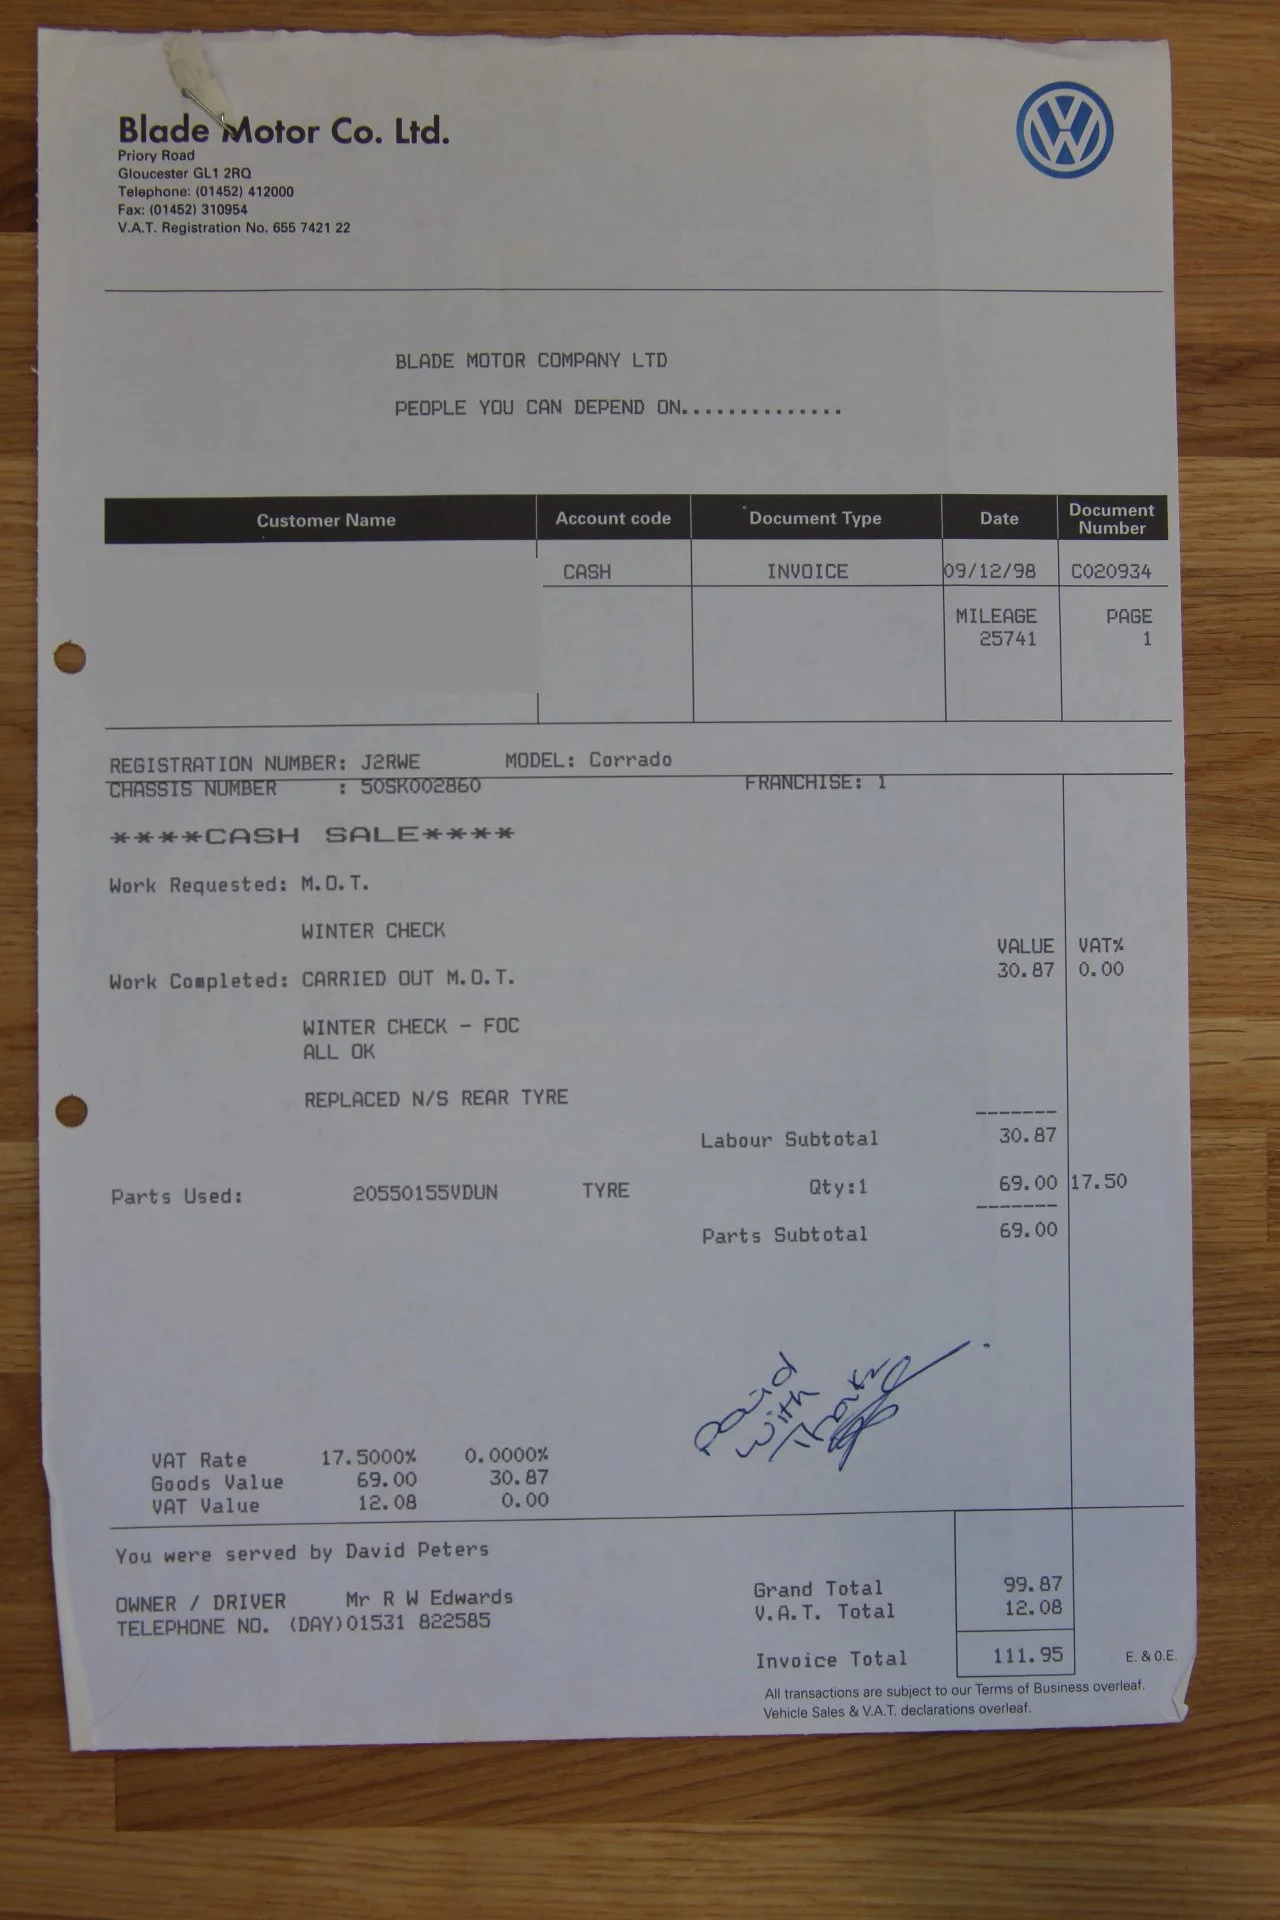 Blade Motor Co. Ltd.
Priory Road
Gloucester GL1 2RQ
Telephone: (01452) 412000
Fax: (01452) 310954
V.A.T. Registration No. 655 7421 22
BLADE MOTOR COMPANY LTD
PEOPLE YOU CAN DEPEND ON..............
Customer Name Account code Document Type Date Document Number
CASH INVOICE 09/12/98 C020934
MILEAGE PAGE
25741 1
REGISTRATION NUMBER: J2RWE MODEL: Corrado
CHASSIS NUMBER : 50SK002860 FRANCHISE: 1
****CASH SALE****
Work Requested: M.O.T.
WINTER CHECK
VALUE VAT%
Work Completed: CARRIED OUT M.O.T. 30.87 0.00
WINTER CHECK - FOC
ALL OK
REPLACED N/S REAR TYRE
-------
Labour Subtotal 30.87
Parts Used: 20550155VDUN TYRE Qty:1 69.00 17.50
-------
Parts Subtotal 69.00
Paid
With
Thanks
VAT Rate 17.5000% 0.0000%
Goods Value 69.00 30.87
VAT Value 12.08 0.00
You were served by David Peters
OWNER / DRIVER Mr R W Edwards
TELEPHONE NO. (DAY)01531 822585
Grand Total 99.87
V.A.T. Total 12.08
Invoice Total 111.95
E. & O.E.
All transactions are subject to our Terms of Business overleaf.
Vehicle Sales & V.A.T. declarations overleaf.